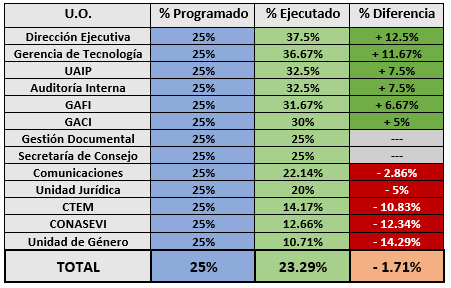 U.O. % Programado % Ejecutado % Diferencia
Dirección Ejecutiva 25% 37.5% + 12.5%
Gerencia de Tecnología 25% 36.67% + 11.67%
UAIP 25% 32.5% + 7.5%
Auditoría Interna 25% 32.5% + 7.5%
GAFI 25% 31.67% + 6.67%
GACI 25% 30% + 5%
Gestión Documental 25% 25% ---
Secretaría de Consejo 25% 25% ---
Comunicaciones 25% 22.14% - 2.86%
Unidad Jurídica 25% 20% - 5%
CTEM 25% 14.17% - 10.83%
CONASEVI 25% 12.66% - 12.34%
Unidad de Género 25% 10.71% - 14.29%
TOTAL 25% 23.29% - 1.71%